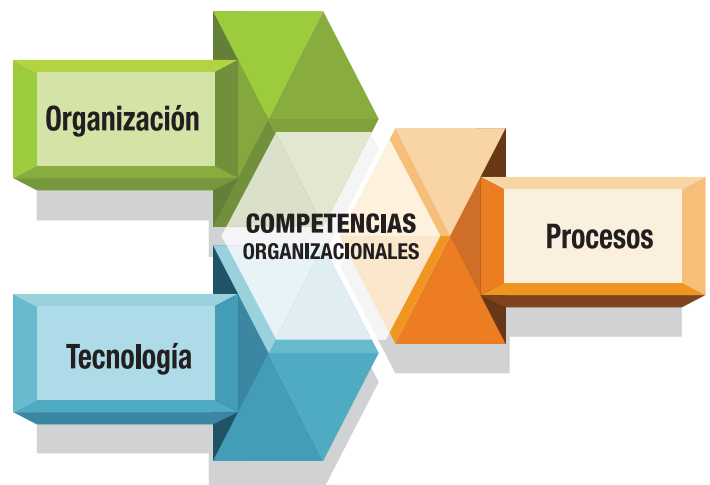 Organización
COMPETENCIAS
ORGANIZACIONALES
Procesos
Tecnología